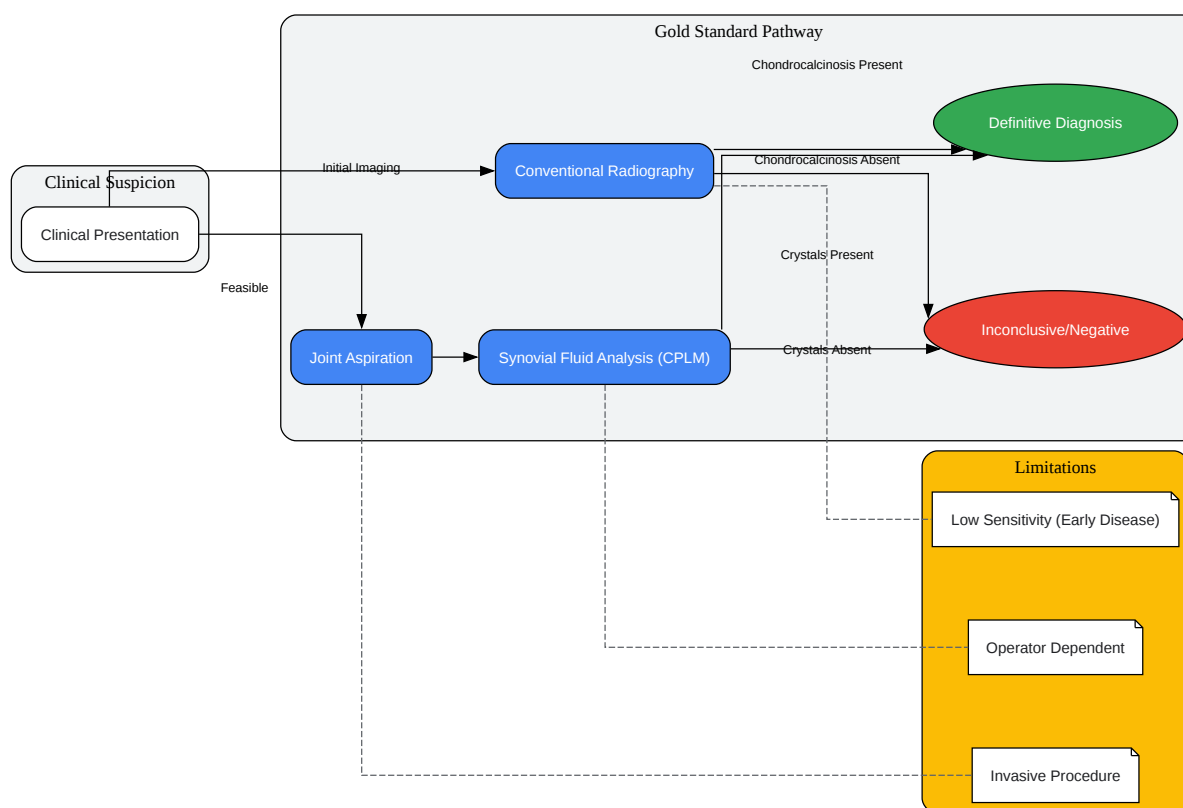 Gold Standard Pathway
Chondrocalcinosis Present
Definitive Diagnosis
Chondrocalcinosis Absent
Initial Imaging
Conventional Radiography
Clinical Suspicion
Clinical Presentation
Crystals Present
Feasible
Inconclusive/Negative
Joint Aspiration
Synovial Fluid Analysis (CPLM)
Crystals Absent
Limitations
Low Sensitivity (Early Disease)
Operator Dependent
Invasive Procedure